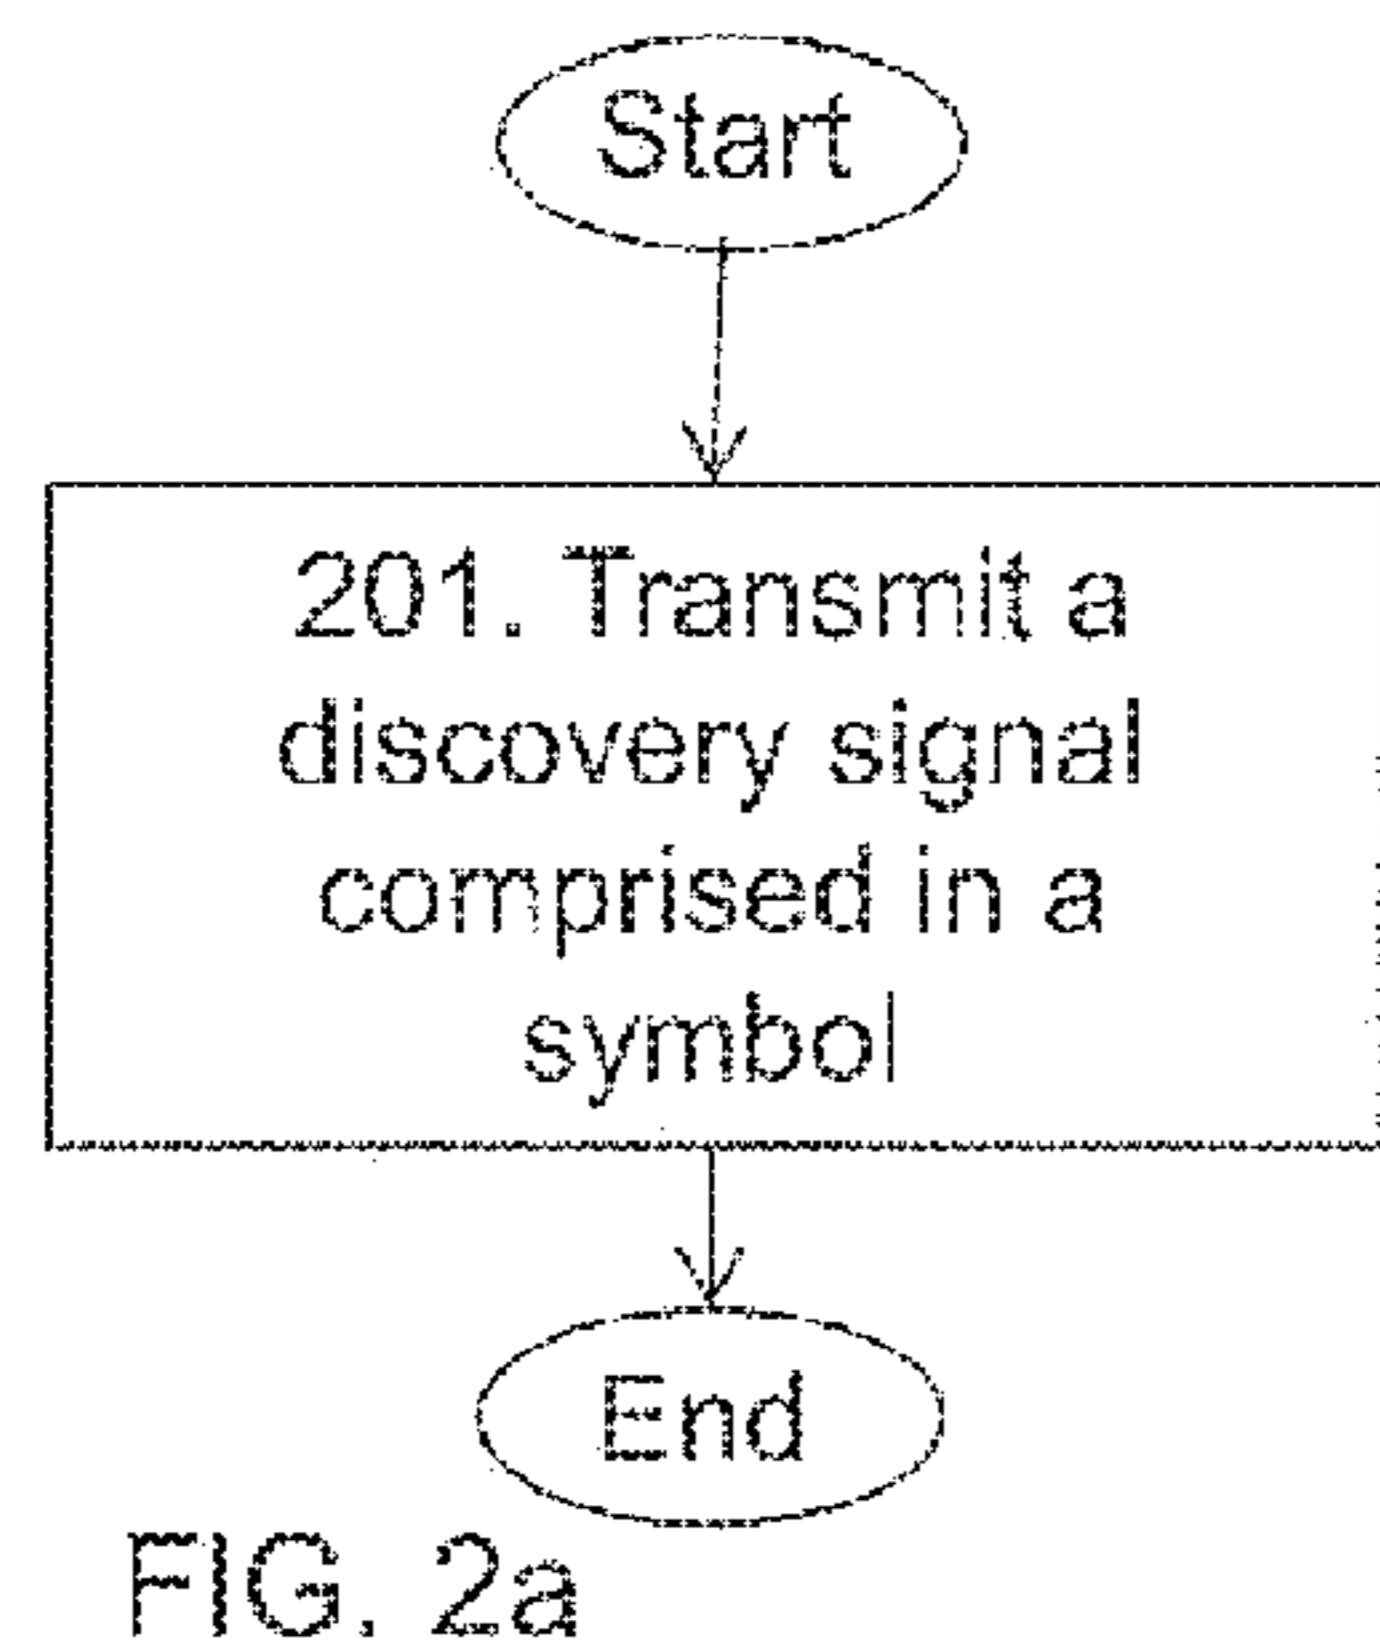 Start
201. Transmit a
discovery signal
comprised in a
symbol
End
FIG. 2a